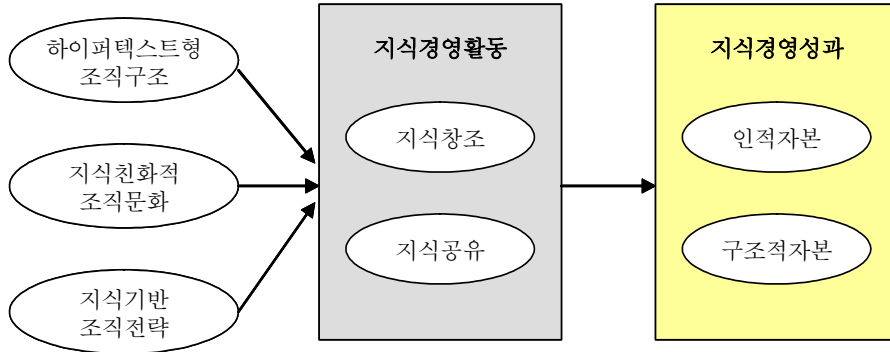 하이퍼텍스트형
조직구조
지식친화적
조직문화
지식기반
조직전략
지식경영활동
지식창조
지식공유
지식경영성과
인적자본
구조적자본